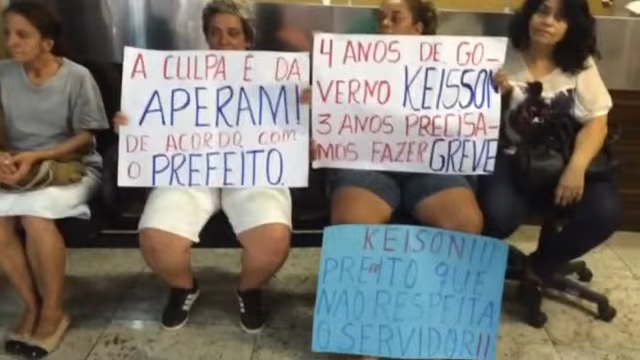 A CULPA É DA
APERAM!
DE ACORDO COM
O PREFEITO.
4 ANOS DE GO-
VERNO KEISSON
3 ANOS PRECISA-
MOS FAZER GREVE
KEISON!!!
PREFEITO QUE
NÃO RESPEITA
O SERVIDOR!!